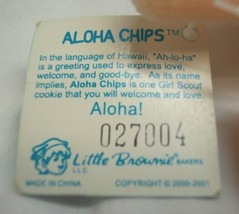 ALOHA CHIPS™
In the language of Hawaii, "Ah-lo-ha"
is a greeting used to express love,
welcome, and good-bye. As its name
implies, Aloha Chips is one Girl Scout
cookie that you will welcome and love.
Aloha!
027004
Little Brownie BAKERS
L.L.C.
MADE IN CHINA COPYRIGHT © 2000-2001